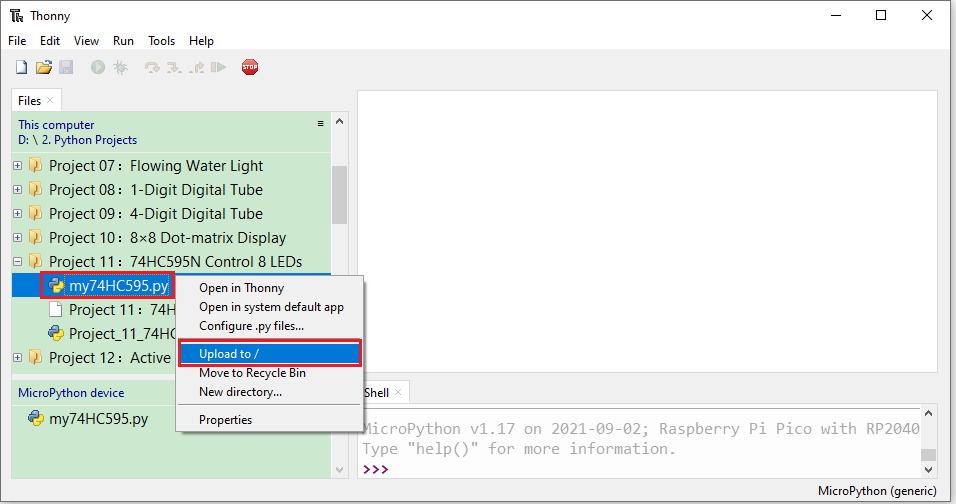 Thonny
File Edit View Run Tools Help
STOP
Files
This computer
D: \ 2. Python Projects
Project 07：Flowing Water Light
Project 08：1-Digit Digital Tube
Project 09：4-Digit Digital Tube
Project 10：8×8 Dot-matrix Display
Project 11：74HC595N Control 8 LEDs
my74HC595.py
Project 11：74H
Project_11_74HC
Project 12：Active
Open in Thonny
Open in system default app
Configure .py files...
Upload to /
Move to Recycle Bin
New directory...
Properties
MicroPython device
my74HC595.py
Shell
MicroPython v1.17 on 2021-09-02; Raspberry Pi Pico with RP2040
Type "help()" for more information.
>>>
MicroPython (generic)